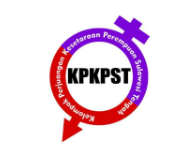 Kelompok Perjuangan Kesetaraan Perempuan Sulawesi Tengah
KPKPST